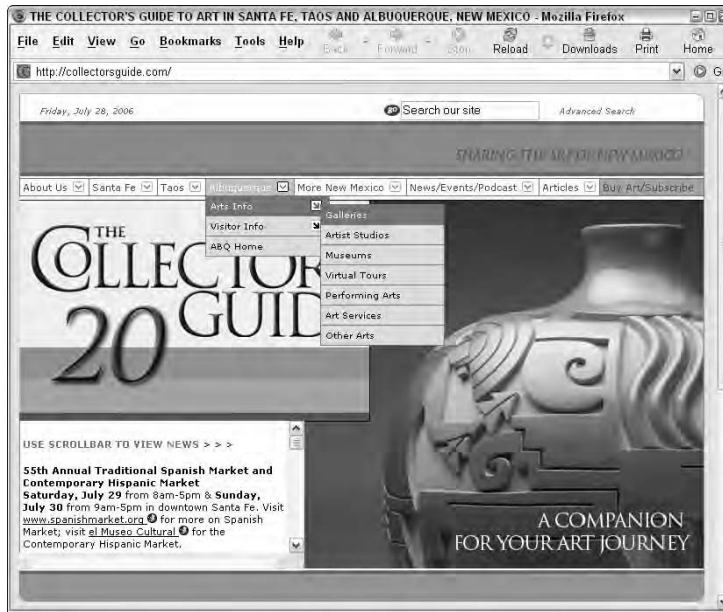 THE COLLECTOR'S GUIDE TO ART IN SANTA FE, TAOS AND ALBUQUERQUE, NEW MEXICO - Mozilla Firefox
File Edit View Go Bookmarks Tools Help Back Forward Stop Reload Downloads Print Home
http://collectorsguide.com/ G
Friday, July 28, 2006 go Search our site Advanced Search
SHARING THE ART OF NEW MEXICO
About Us Santa Fe Taos Albuquerque More New Mexico News/Events/Podcast Articles Buy Art/Subscribe
Arts Info
Visitor Info
ABQ Home
Galleries
Artist Studios
Museums
Virtual Tours
Performing Arts
Art Services
Other Arts
THE
COLLECTOR
GUID
20
USE SCROLLBAR TO VIEW NEWS > > >
55th Annual Traditional Spanish Market and
Contemporary Hispanic Market
Saturday, July 29 from 8am-5pm & Sunday,
July 30 from 9am-5pm in downtown Santa Fe. Visit
www.spanishmarket.org for more on Spanish
Market; visit el Museo Cultural for the
Contemporary Hispanic Market.
A COMPANION
FOR YOUR ART JOURNEY